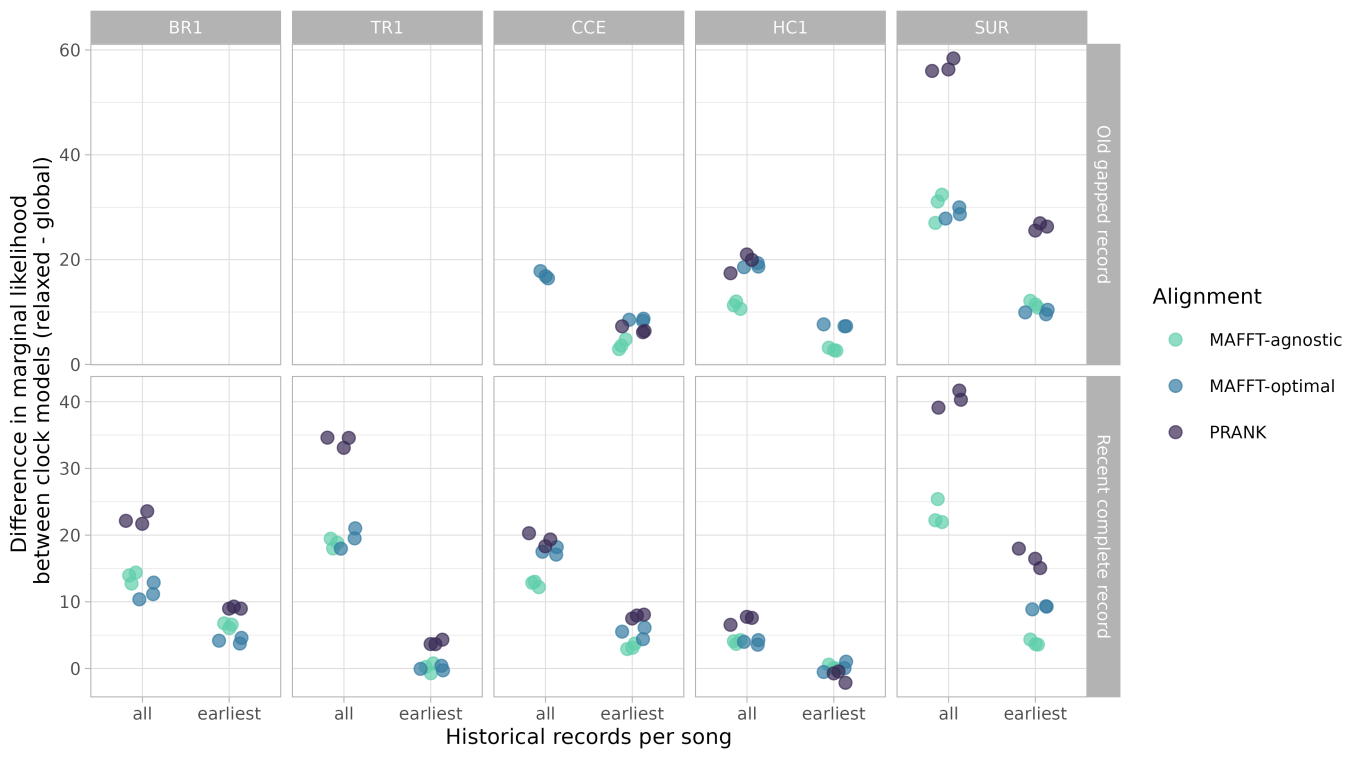 BR1 TR1 CCE HC1 SUR
Differencce in marginal likelihood
between clock models (relaxed - global)
60
40
20
0
Old gapped record
40
30
20
10
0
Recent complete record
all earliest all earliest all earliest all earliest all earliest
Historical records per song
Alignment
MAFFT-agnostic
MAFFT-optimal
PRANK